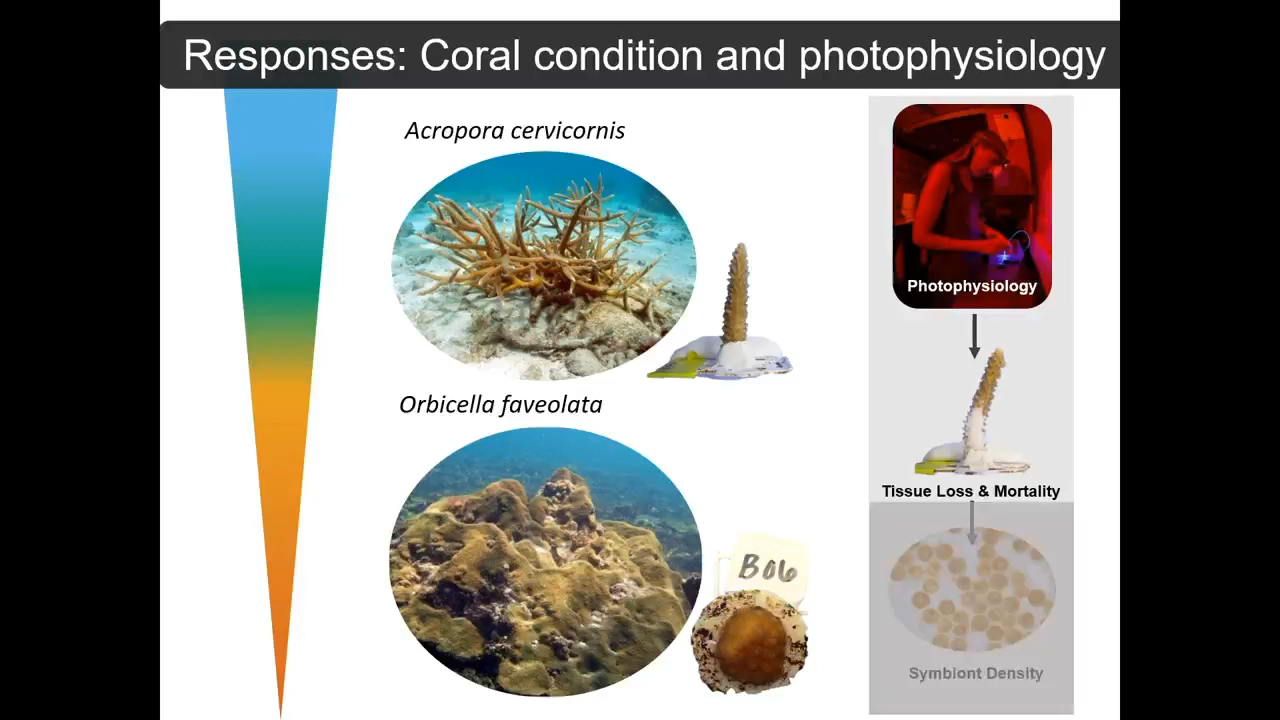 Responses: Coral condition and photophysiology
Acropora cervicornis
Orbicella faveolata
B06
Photophysiology
Tissue Loss & Mortality
Symbiont Density